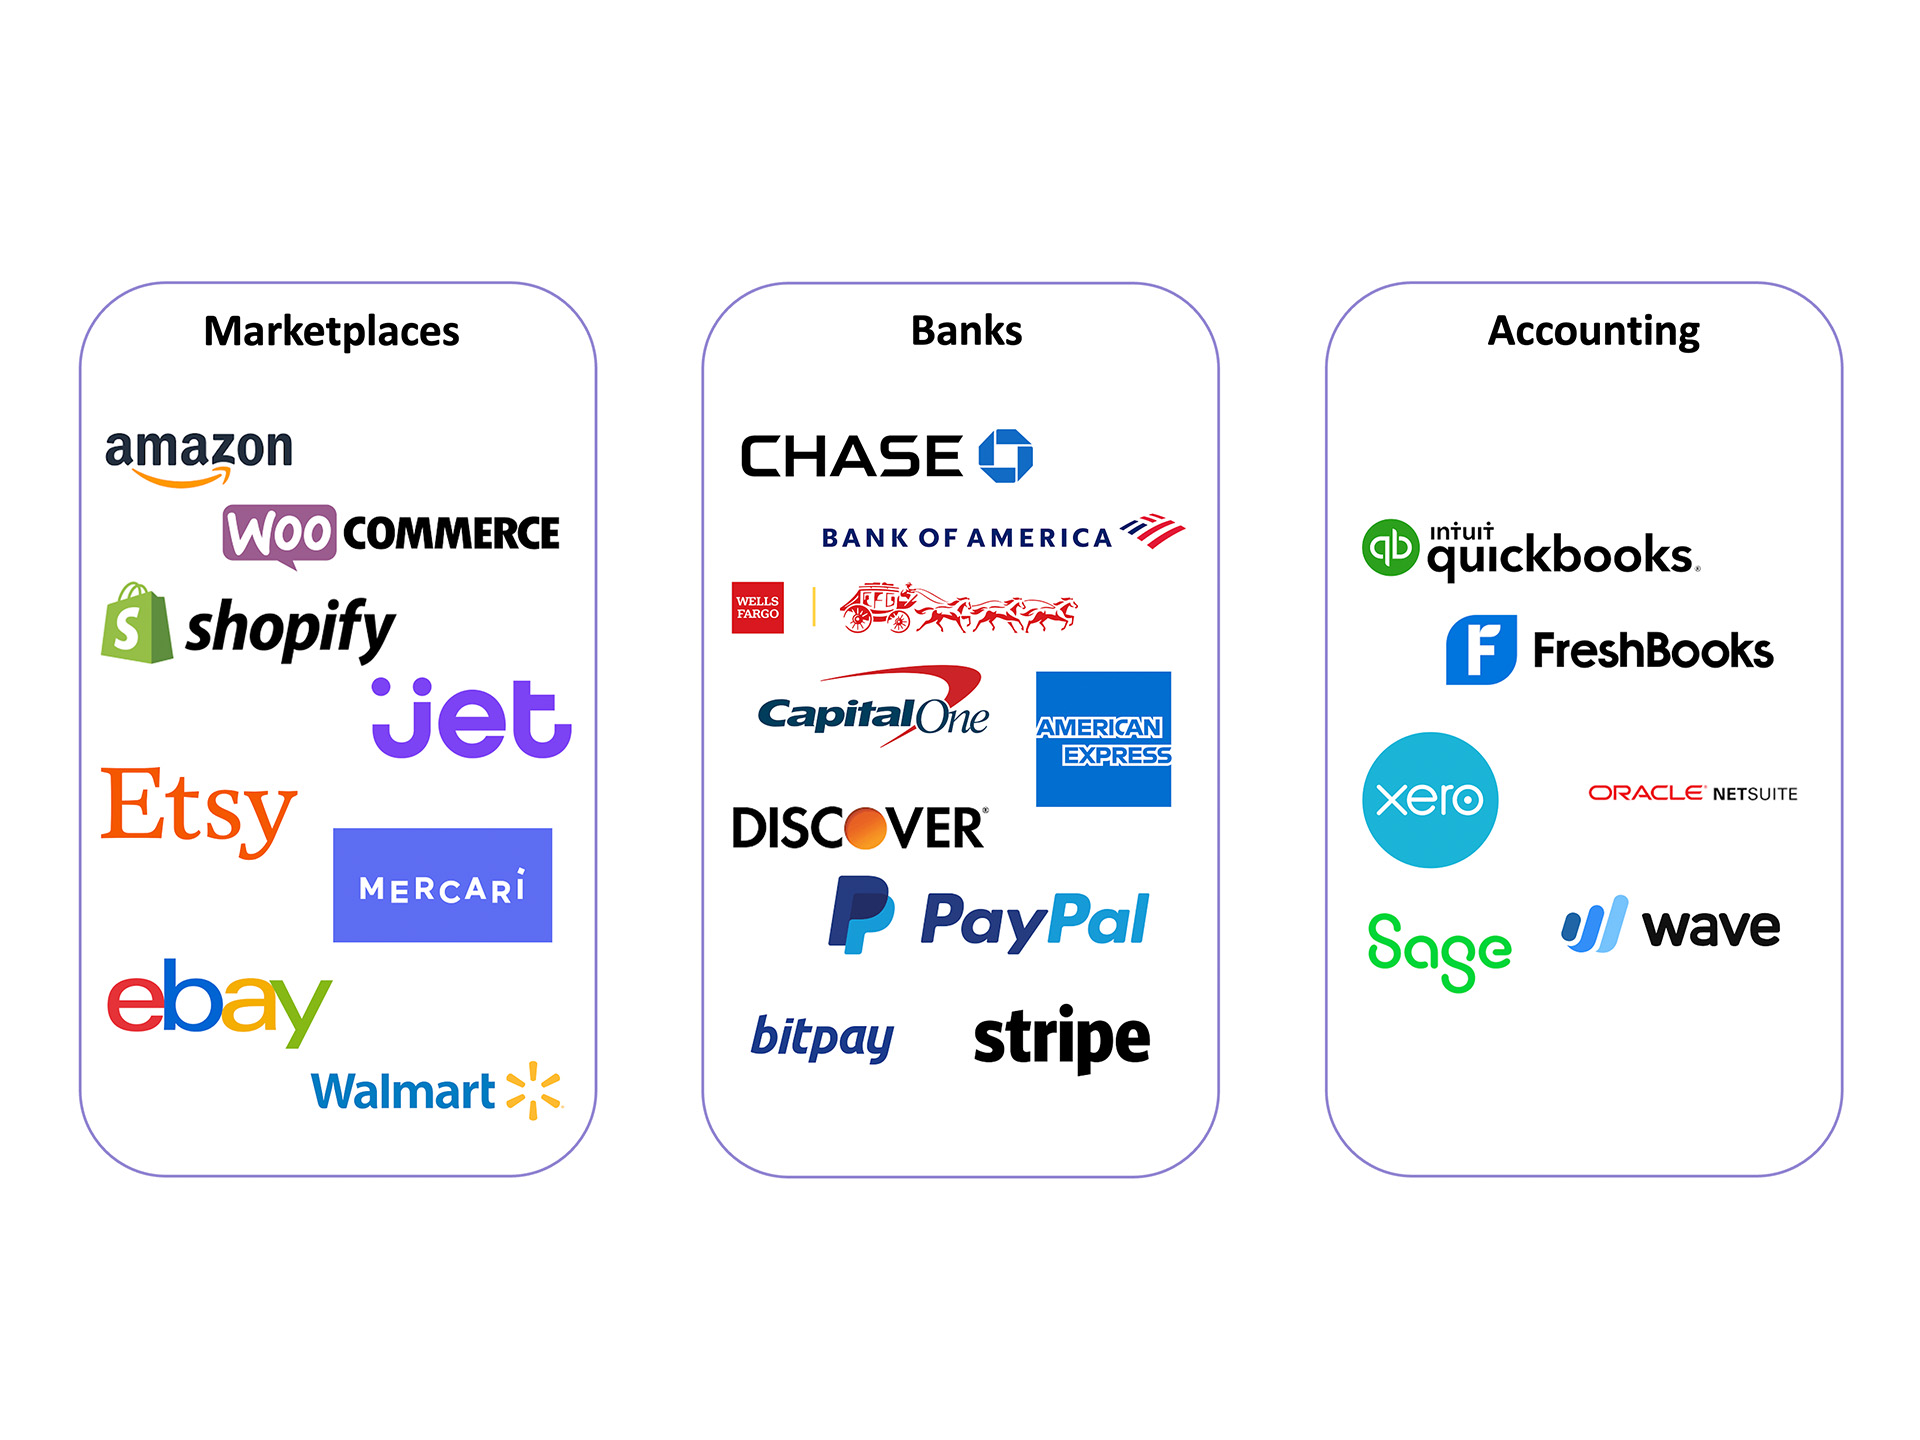 Marketplaces
amazon
WOO COMMERCE
S shopify
jet
Etsy
MERCARI
ebay
Walmart
Banks
CHASE
BANK OF AMERICA
WELLS
FARGO
Capital One
AMERICAN
EXPRESS
DISCOVER®
P PayPal
bitpay
stripe
Accounting
qb intuit
quickbooks®
F FreshBooks
xero
ORACLE® NETSUITE
Sage
wave